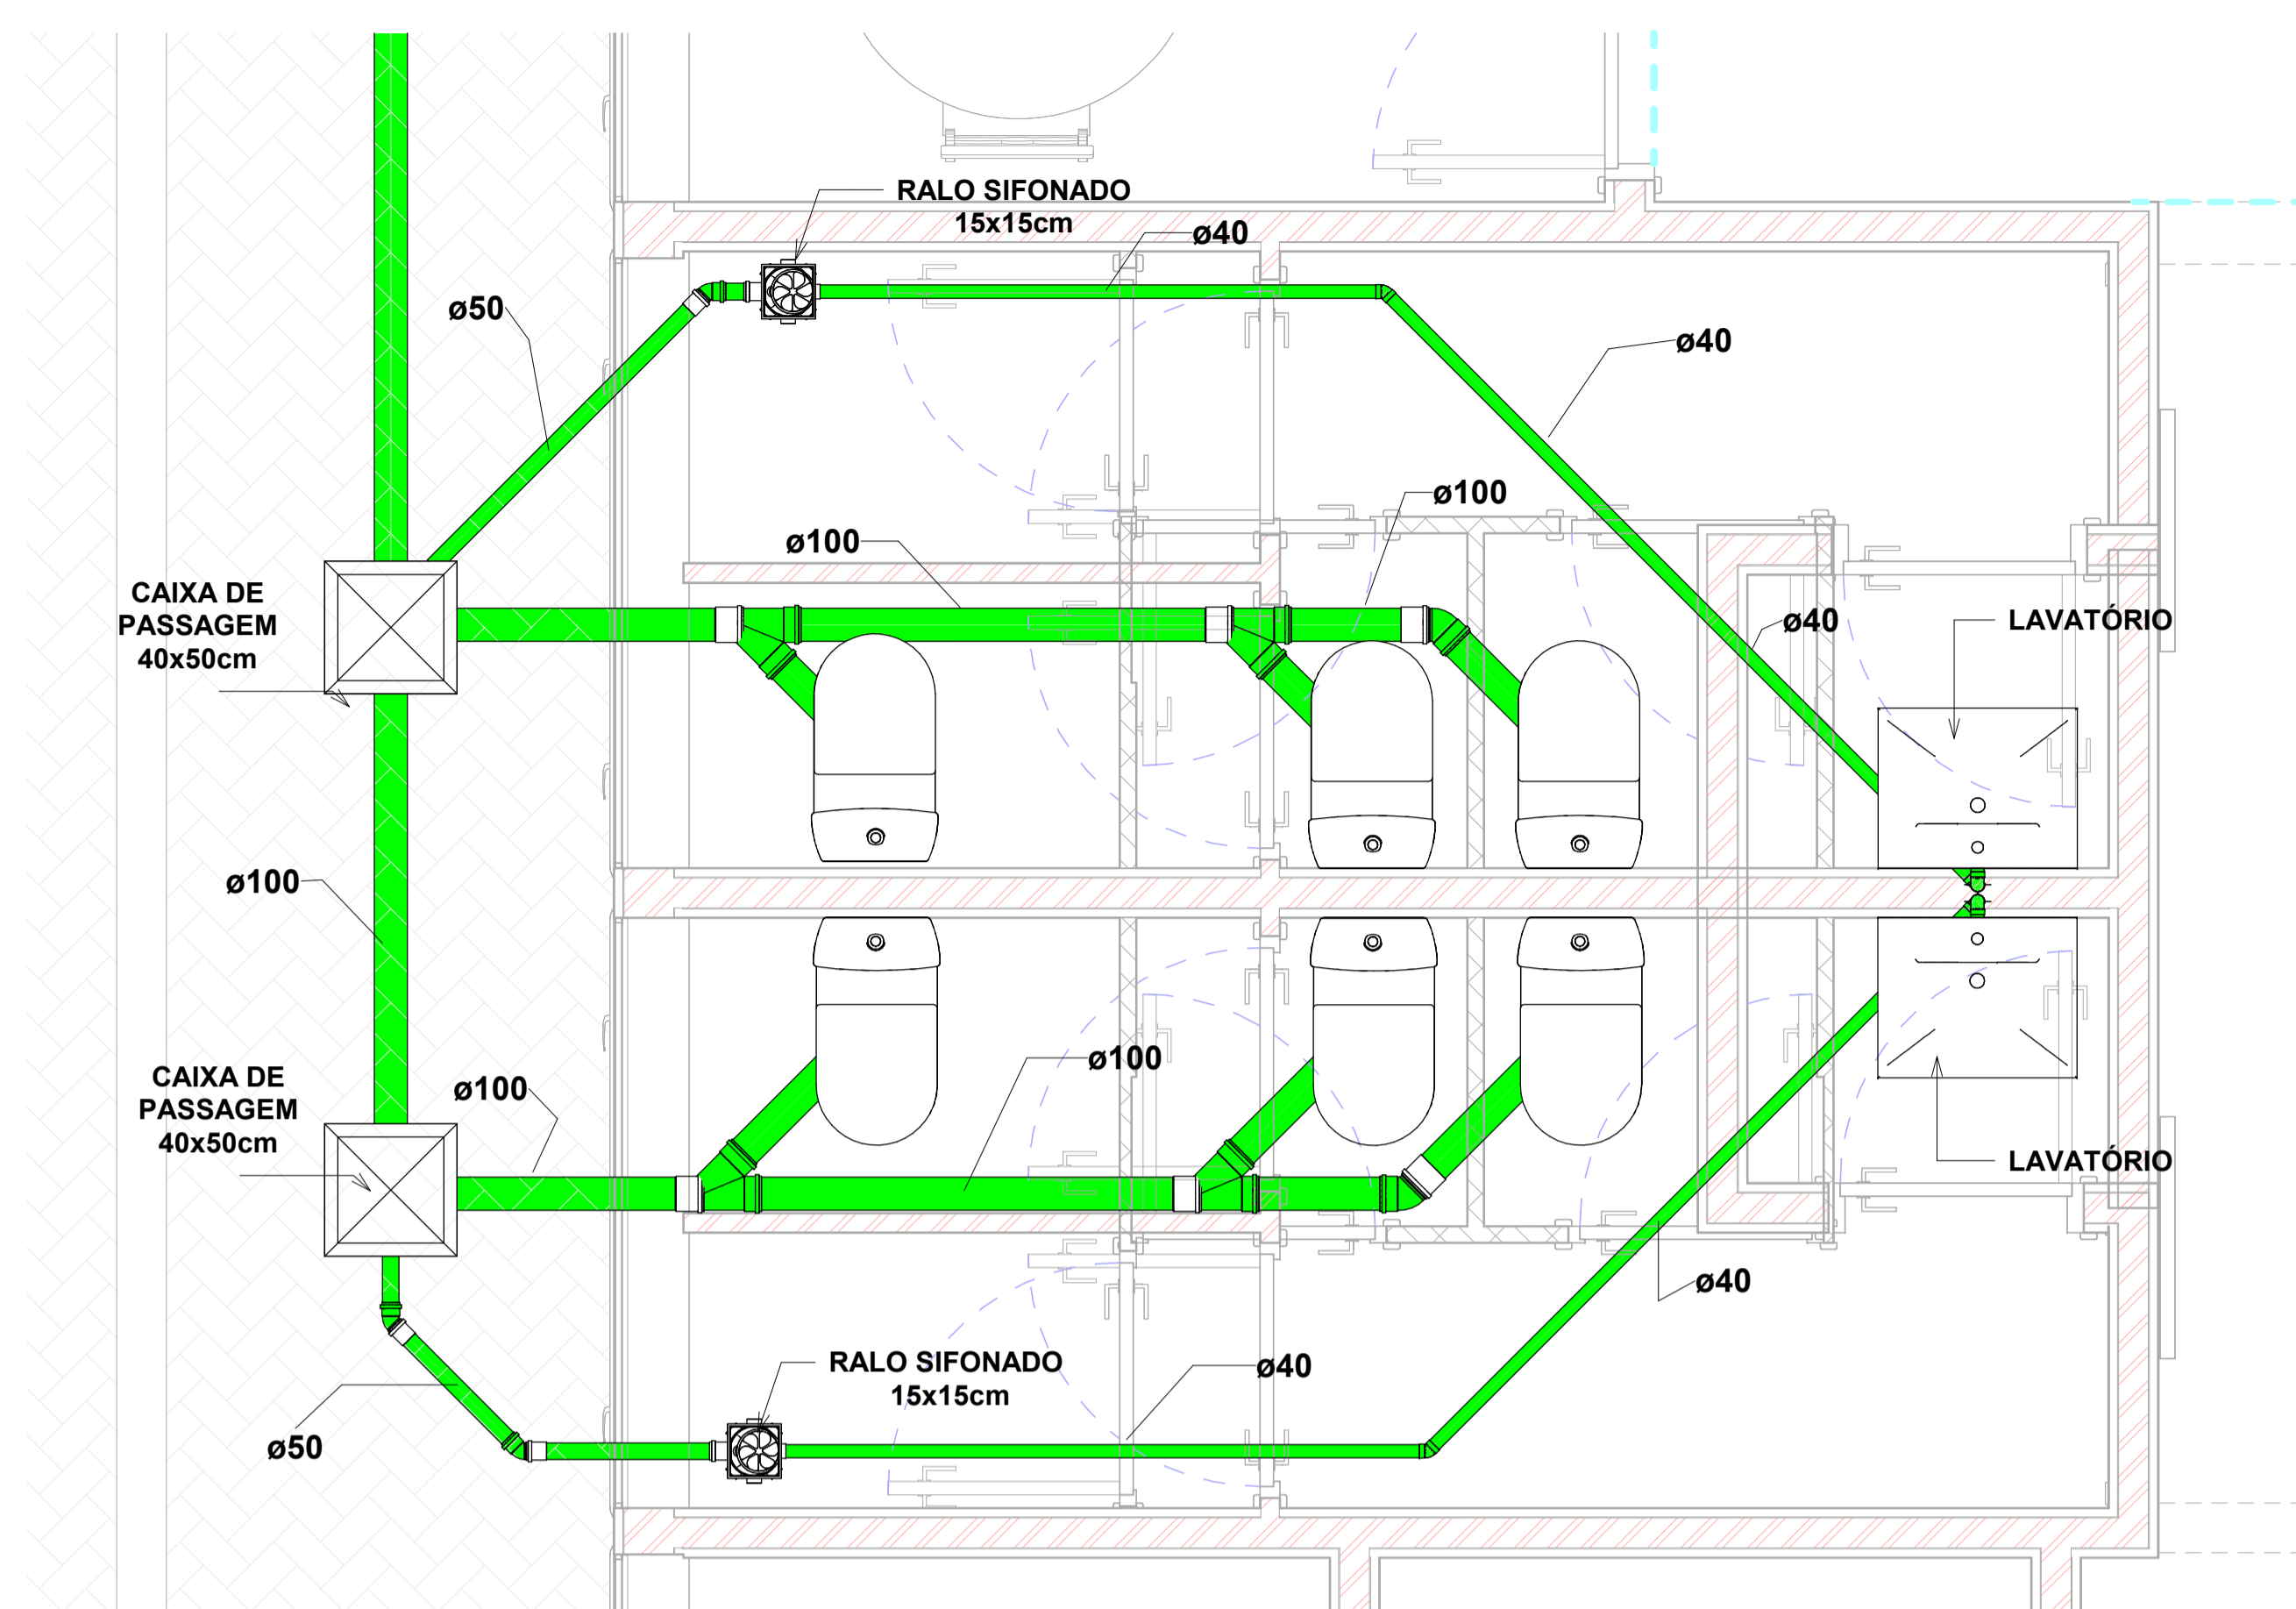 RALO SIFONADO
15x15cm
ø40
ø50
ø40
ø100
ø100
CAIXA DE
PASSAGEM
40x50cm
ø40
LAVATÓRIO
ø100
ø100
CAIXA DE
PASSAGEM
40x50cm
ø100
LAVATÓRIO
ø40
RALO SIFONADO
15x15cm
ø40
ø50